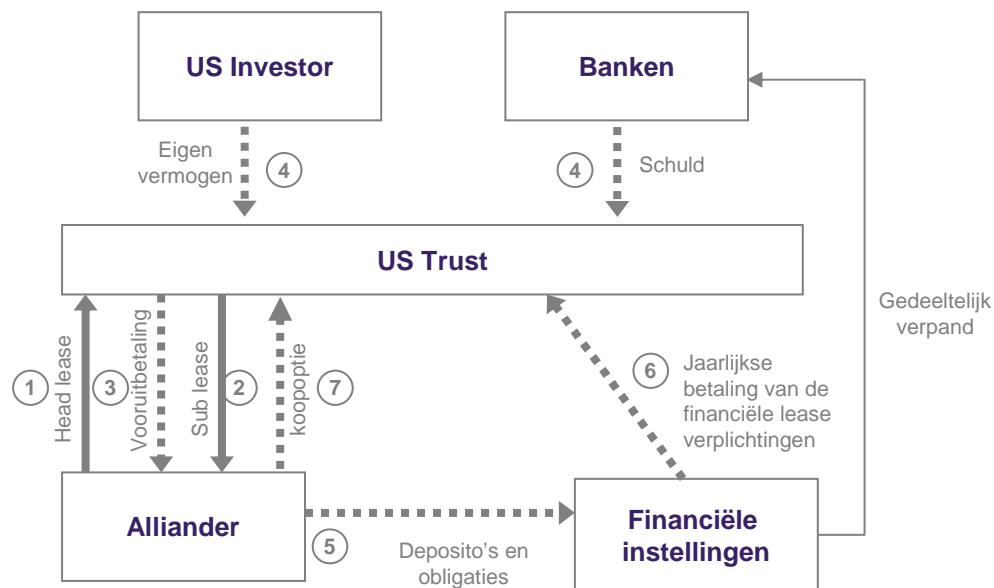 US Investor
Banken
Eigen
vermogen
4
4
Schuld
US Trust
Gedeeltelijk
verpand
1
Head lease
3
Vooruitbetaling
Sub lease
2
koopoptie
7
6
Jaarlijkse
betaling van de
financiële lease
verplichtingen
Alliander
5
Deposito’s en
obligaties
Financiële
instellingen